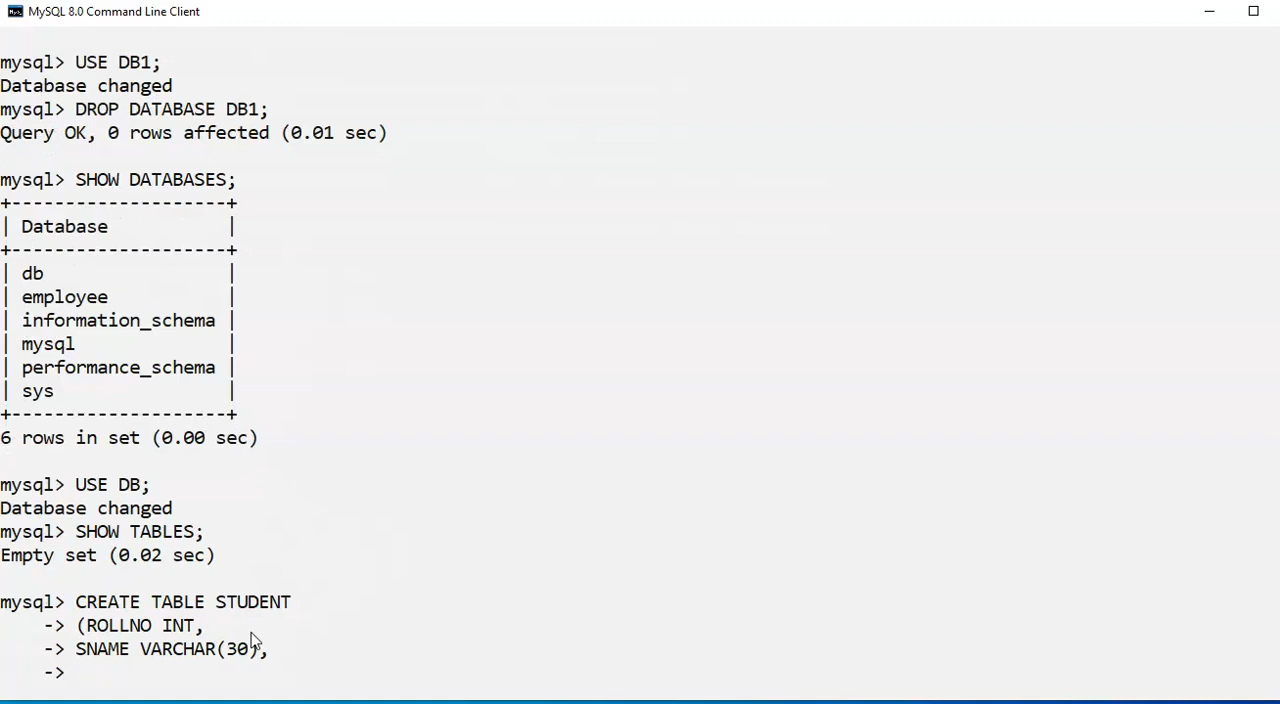 MySQL 8.0 Command Line Client
mysql> USE DB1;
Database changed
mysql> DROP DATABASE DB1;
Query OK, 0 rows affected (0.01 sec)
mysql> SHOW DATABASES;
+--------------------+
| Database           |
+--------------------+
| db                 |
| employee           |
| information_schema |
| mysql              |
| performance_schema |
| sys                |
+--------------------+
6 rows in set (0.00 sec)
mysql> USE DB;
Database changed
mysql> SHOW TABLES;
Empty set (0.02 sec)
mysql> CREATE TABLE STUDENT
    -> (ROLLNO INT,
    -> SNAME VARCHAR(30),
    ->